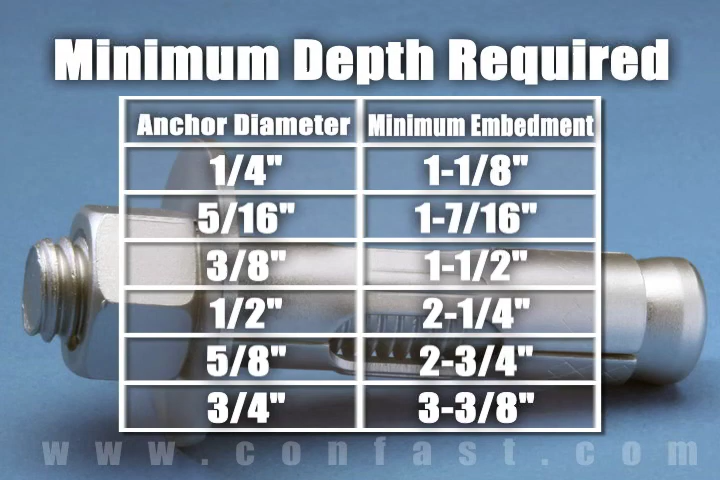 Minimum Depth Required
Anchor Diameter Minimum Embedment
1/4" 1-1/8"
5/16" 1-7/16"
3/8" 1-1/2"
1/2" 2-1/4"
5/8" 2-3/4"
3/4" 3-3/8"
www.confast.com